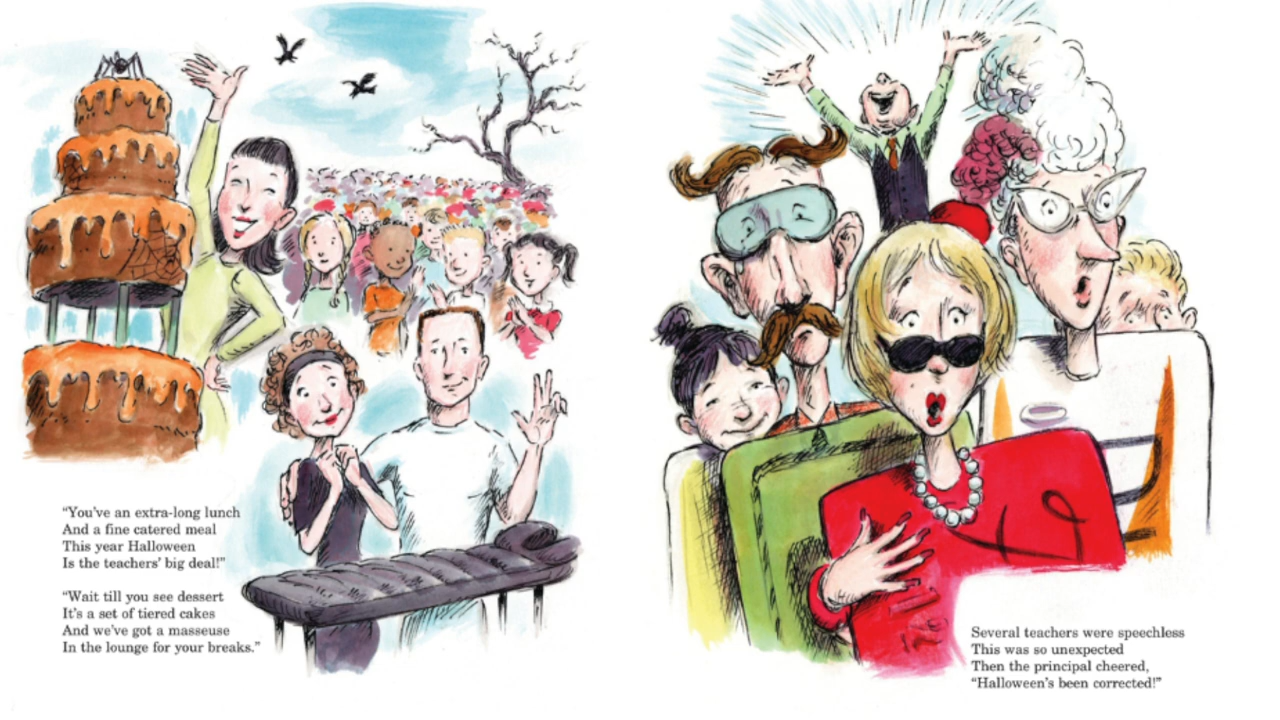 “You’ve an extra-long lunch
And a fine catered meal
This year Halloween
Is the teachers’ big deal!”
“Wait till you see dessert
It’s a set of tiered cakes
And we’ve got a masseuse
In the lounge for your breaks.”
Several teachers were speechless
This was so unexpected
Then the principal cheered,
“Halloween’s been corrected!”